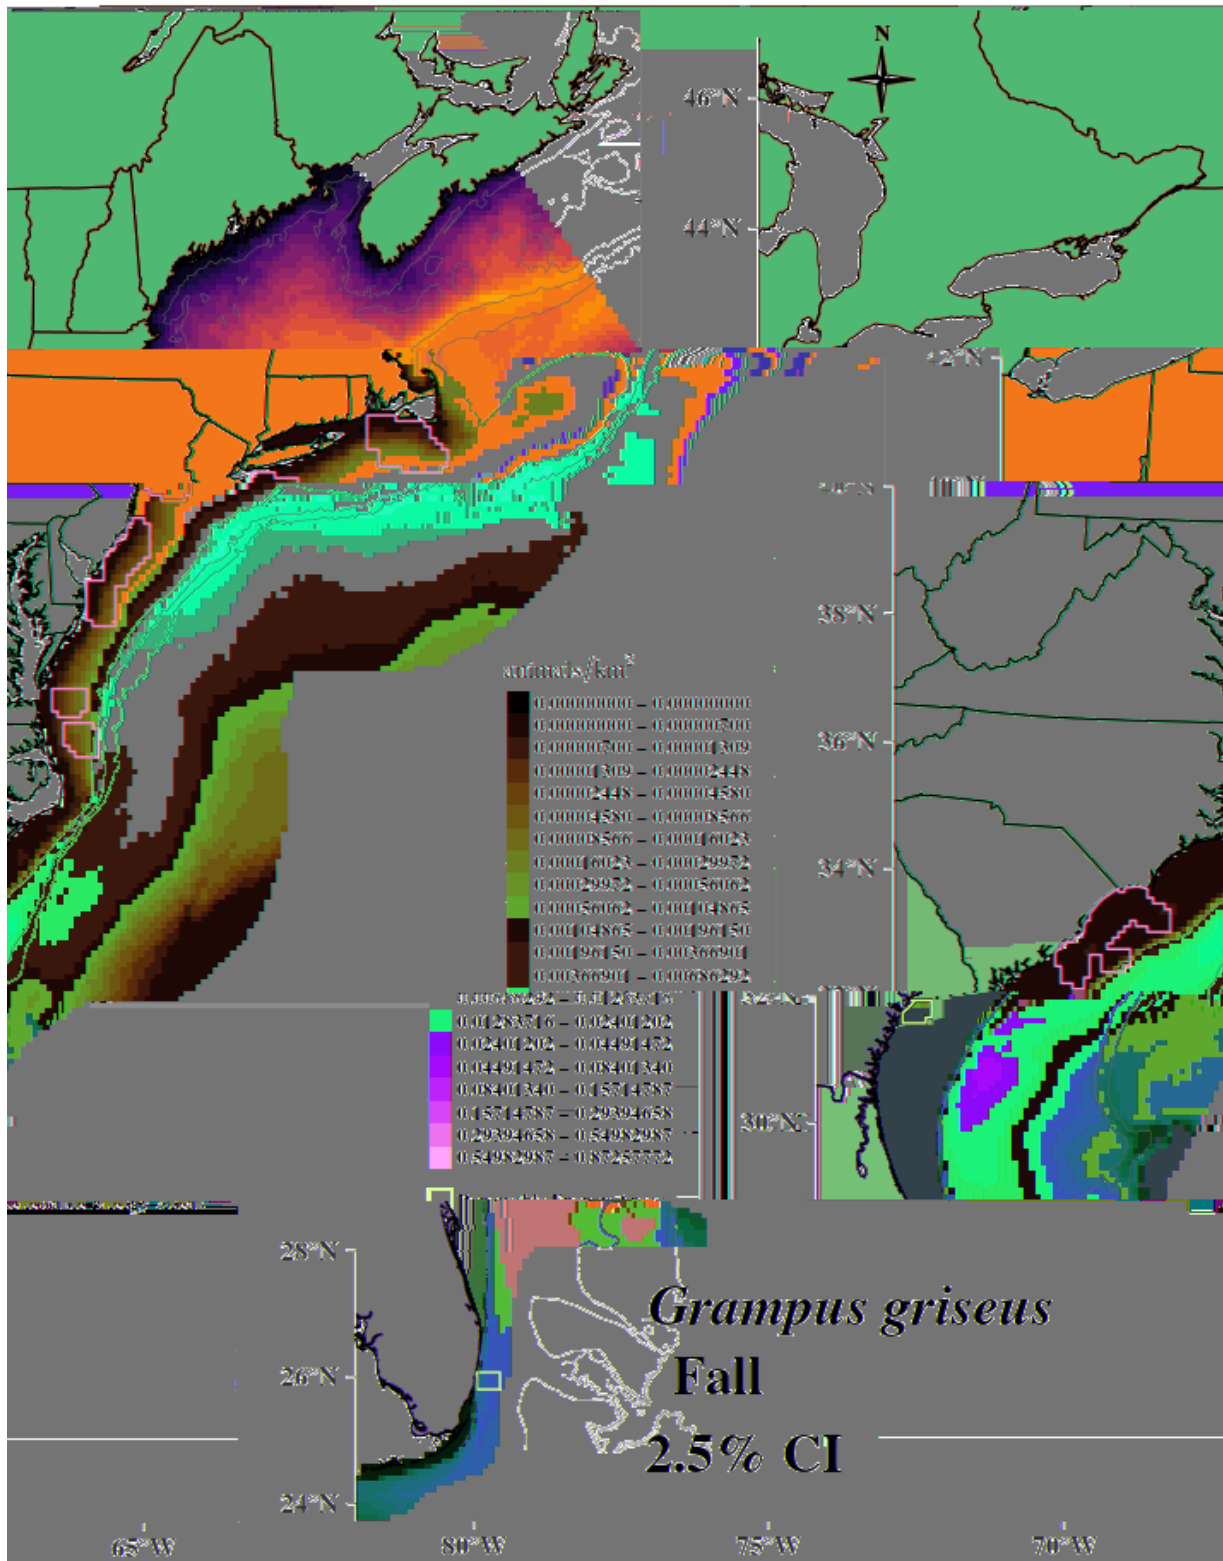 N
46°N
44°N
38°N
animals/km²
0.000000000 – 0.000000000
0.000000000 – 0.00000700
36°N
0.00000700 – 0.00001309
0.00001309 – 0.00002448
0.00002448 – 0.00004580
0.00004580 – 0.00008566
0.00008566 – 0.00016023
0.00016023 – 0.00029972
34°N
0.00029972 – 0.00056062
0.00056062 – 0.00104865
0.00104865 – 0.00196150
0.00196150 – 0.00366901
0.00366901 – 0.00686292
0.01283716 – 0.02401202
0.02401202 – 0.04491472
0.04491472 – 0.08401340
0.08401340 – 0.15714787
30°N
0.15714787 – 0.29394658
0.29394658 – 0.54982987
0.54982987 – 0.87257772
28°N
Grampus griseus
26°N
Fall
2.5% CI
24°N
65°W 80°W 75°W 70°W